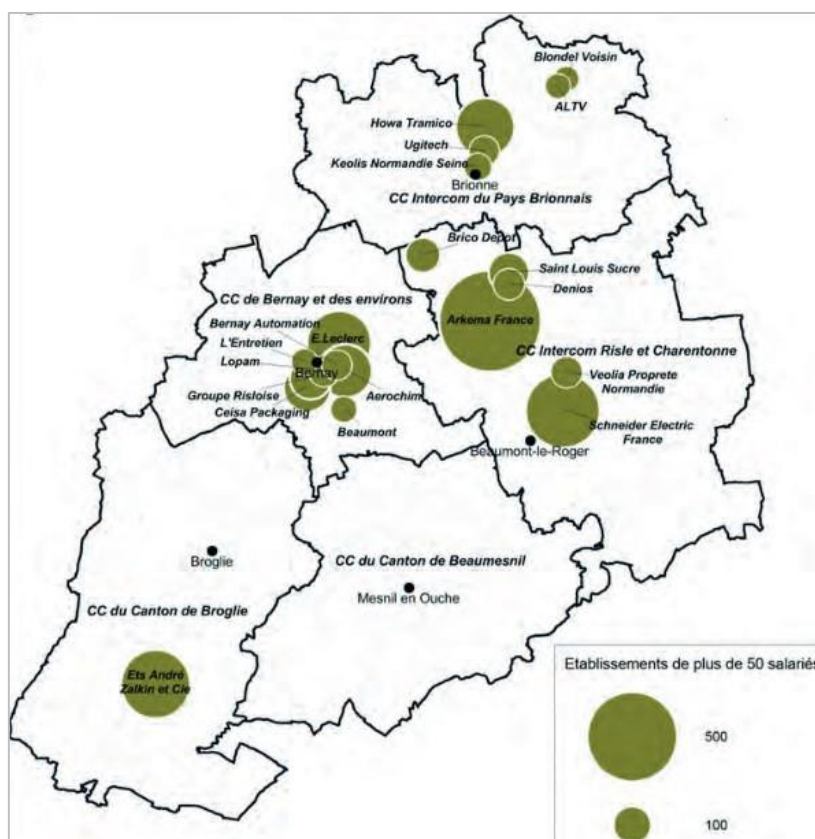 Blondel Voisin
ALTV
Howa Tramico
Ugitech
Keolis Normandie Seine
Brionne
CC Intercom du Pays Brionnais
Brico Depot
Saint Louis Sucre
Denios
CC de Bernay et des environs
Bernay Automation
E.Leclerc
Arkema France
L'Entretien
CC Intercom Risle et Charentonne
Lopam
Bernay
Veolia Proprete
Normandie
Groupe Risloise
Aerochim
Ceisa Packaging
Beaumont
Schneider Electric
France
Beaumont-le-Roger
Broglie
CC du Canton de Beaumesnil
Mesnil en Ouche
CC du Canton de Broglie
Ets André
Zalkin et Cie
Etablissements de plus de 50 salariés
500
100